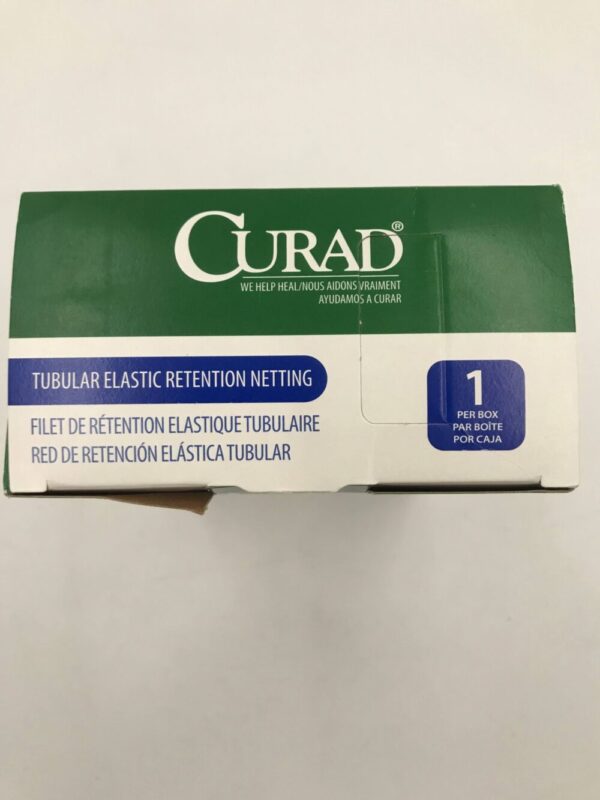 CURAD®
WE HELP HEAL/NOUS AIDONS VRAIMENT
AYUDAMOS A CURAR
TUBULAR ELASTIC RETENTION NETTING
FILET DE RÉTENTION ELASTIQUE TUBULAIRE
RED DE RETENCIÓN ELÁSTICA TUBULAR
1
PER BOX
PAR BOÎTE
POR CAJA